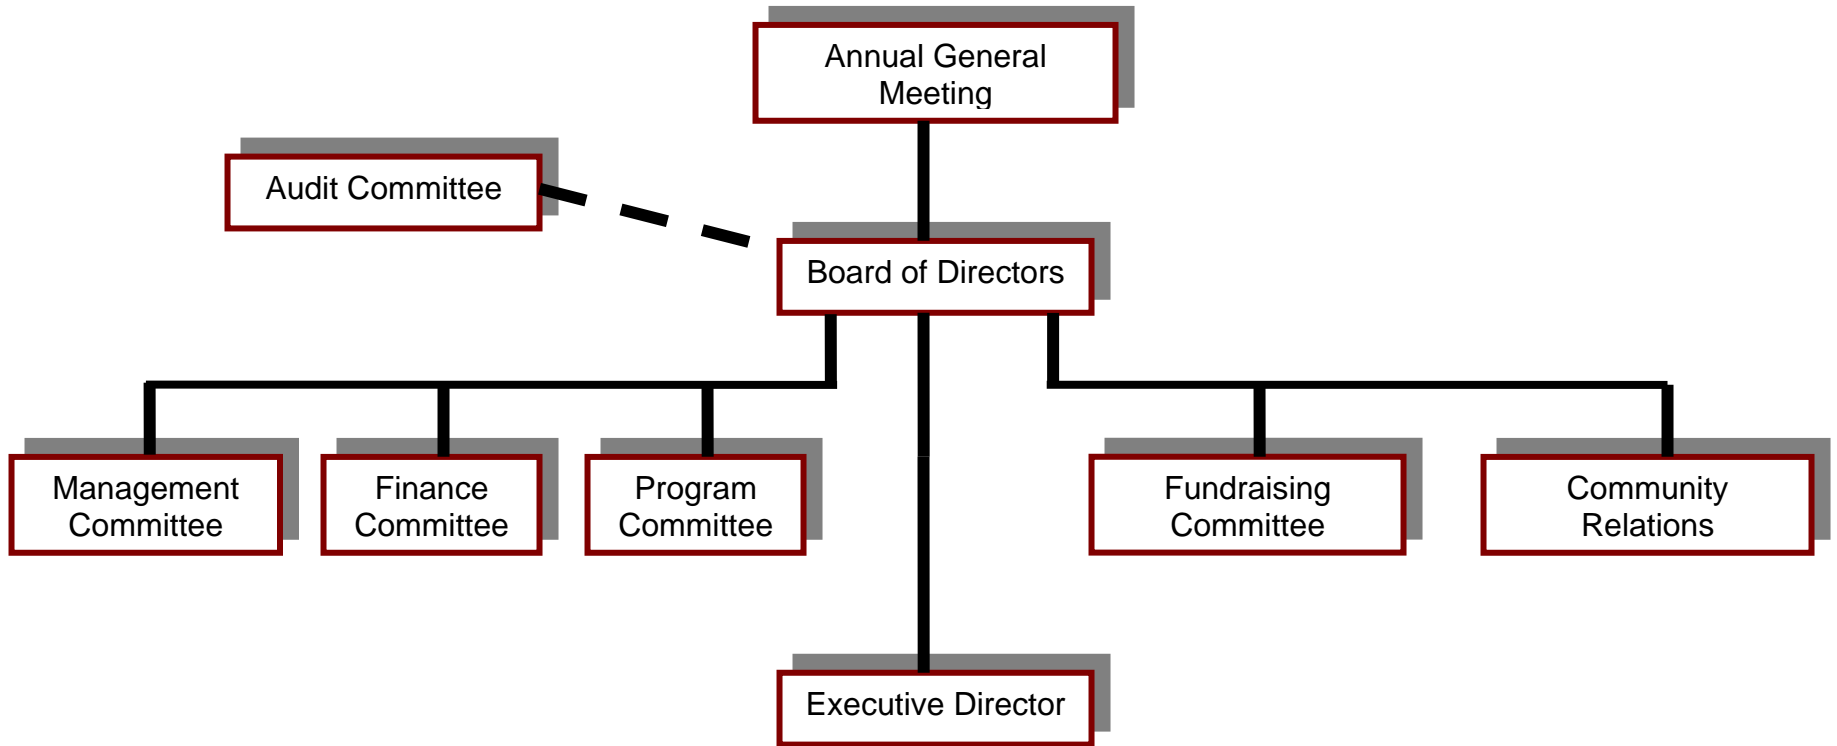 Annual General
Meeting
Audit Committee
Board of Directors
Management
Committee
Finance
Committee
Program
Committee
Fundraising
Committee
Community
Relations
Executive Director